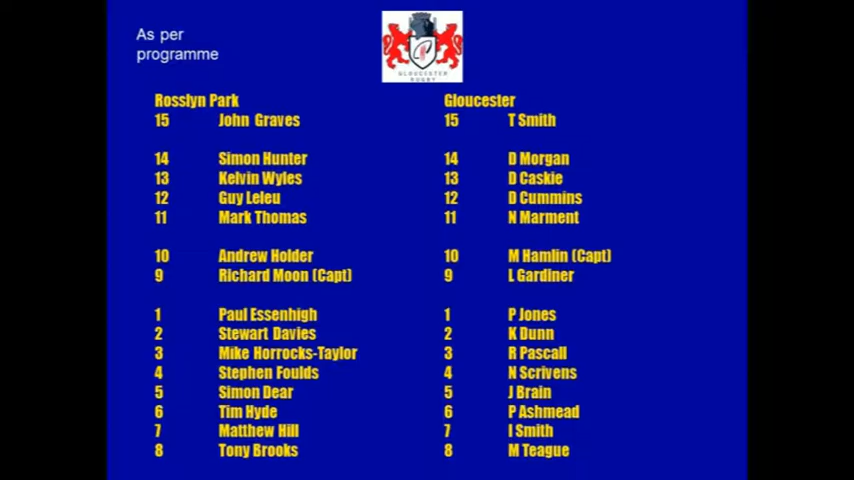 As per
programme
GLOUCESTER
RUGBY
Rosslyn Park Gloucester
15 John Graves 15 T Smith
14 Simon Hunter 14 D Morgan
13 Kelvin Wyles 13 D Caskie
12 Guy Leleu 12 D Cummins
11 Mark Thomas 11 N Marment
10 Andrew Holder 10 M Hamlin (Capt)
9 Richard Moon (Capt) 9 L Gardiner
1 Paul Essenhigh 1 P Jones
2 Stewart Davies 2 K Dunn
3 Mike Horrocks-Taylor 3 R Pascall
4 Stephen Foulds 4 N Scrivens
5 Simon Dear 5 J Brain
6 Tim Hyde 6 P Ashmead
7 Matthew Hill 7 I Smith
8 Tony Brooks 8 M Teague